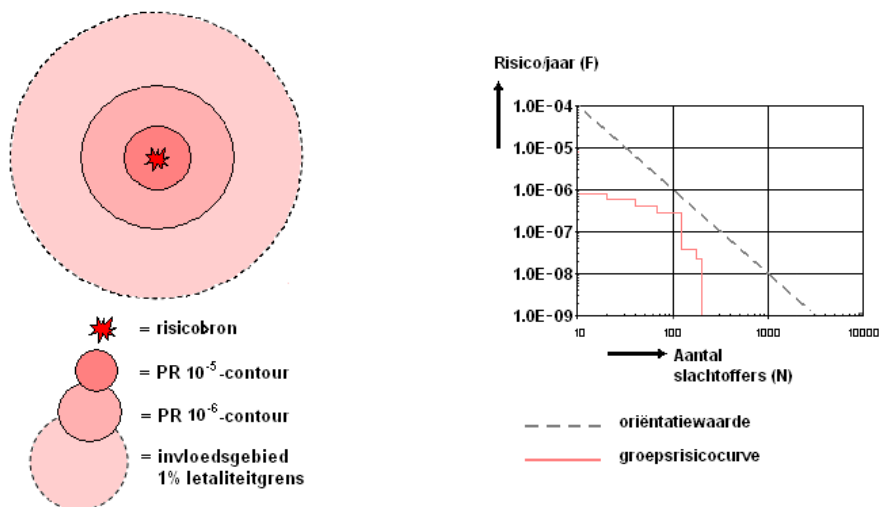 = risicobron
= PR 10⁻⁵-contour
= PR 10⁻⁶-contour
= invloedsgebied
1% letaliteitgrens
Risico/jaar (F)
1.0E-04
1.0E-05
1.0E-06
1.0E-07
1.0E-08
1.0E-09
10 100 1000 10000
Aantal
slachtoffers (N)
oriëntatiewaarde
groepsrisicocurve